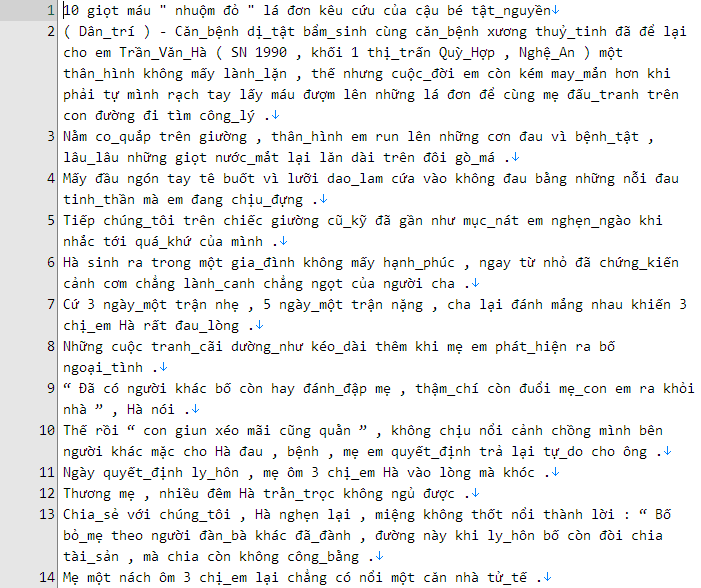 1 10 giọt máu " nhuộm đỏ " lá đơn kêu cứu của cậu bé tật_nguyền↓
2 ( Dân_trí ) - Căn_bệnh dị_tật bẩm_sinh cùng căn_bệnh xương thuỷ_tinh đã để lại
cho em Trần_Văn_Hà ( SN 1990 , khối 1 thị_trấn Quỳ_Hợp , Nghệ_An ) một
thân_hình không mấy lành_lặn , thế nhưng cuộc_đời em còn kém may_mắn hơn khi
phải tự mình rạch tay lấy máu đượm lên những lá đơn để cùng mẹ đấu_tranh trên
con đường đi tìm công_lý .↓
3 Nằm co_quắp trên giường , thân_hình em run lên những cơn đau vì bệnh_tật ,
lâu_lâu những giọt nước_mắt lại lăn dài trên đôi gò_má .↓
4 Mấy đầu ngón tay tê buốt vì lưỡi dao_lam cứa vào không đau bằng những nỗi đau
tinh_thần mà em đang chịu_đựng .↓
5 Tiếp chúng_tôi trên chiếc giường cũ_kỹ đã gần như mục_nát em nghẹn_ngào khi
nhắc tới quá_khứ của mình .↓
6 Hà sinh ra trong một gia_đình không mấy hạnh_phúc , ngay từ nhỏ đã chứng_kiến
cảnh cơm chẳng lành_canh chẳng ngọt của người cha .↓
7 Cứ 3 ngày_một trận nhẹ , 5 ngày_một trận nặng , cha lại đánh mắng nhau khiến 3
chị_em Hà rất đau_lòng .↓
8 Những cuộc tranh_cãi dường_như kéo_dài thêm khi mẹ em phát_hiện ra bố
ngoại_tình .↓
9 “ Đã có người khác bố còn hay đánh_đập mẹ , thậm_chí còn đuổi mẹ_con em ra khỏi
nhà ” , Hà nói .↓
10 Thế rồi “ con giun xéo mãi cũng quằn ” , không chịu nổi cảnh chồng mình bên
người khác mặc cho Hà đau , bệnh , mẹ em quyết_định trả lại tự_do cho ông .↓
11 Ngày quyết_định ly_hôn , mẹ ôm 3 chị_em Hà vào lòng mà khóc .↓
12 Thương mẹ , nhiều đêm Hà trằn_trọc không ngủ được .↓
13 Chia_sẻ với chúng_tôi , Hà nghẹn lại , miệng không thốt nổi thành lời : “ Bố
bỏ_mẹ theo người đàn_bà khác đã_đành , đường này khi ly_hôn bố còn đòi chia
tài_sản , mà chia còn không công_bằng .↓
14 Mẹ một nách ôm 3 chị_em lại chẳng có nổi một căn nhà tử_tế .↓